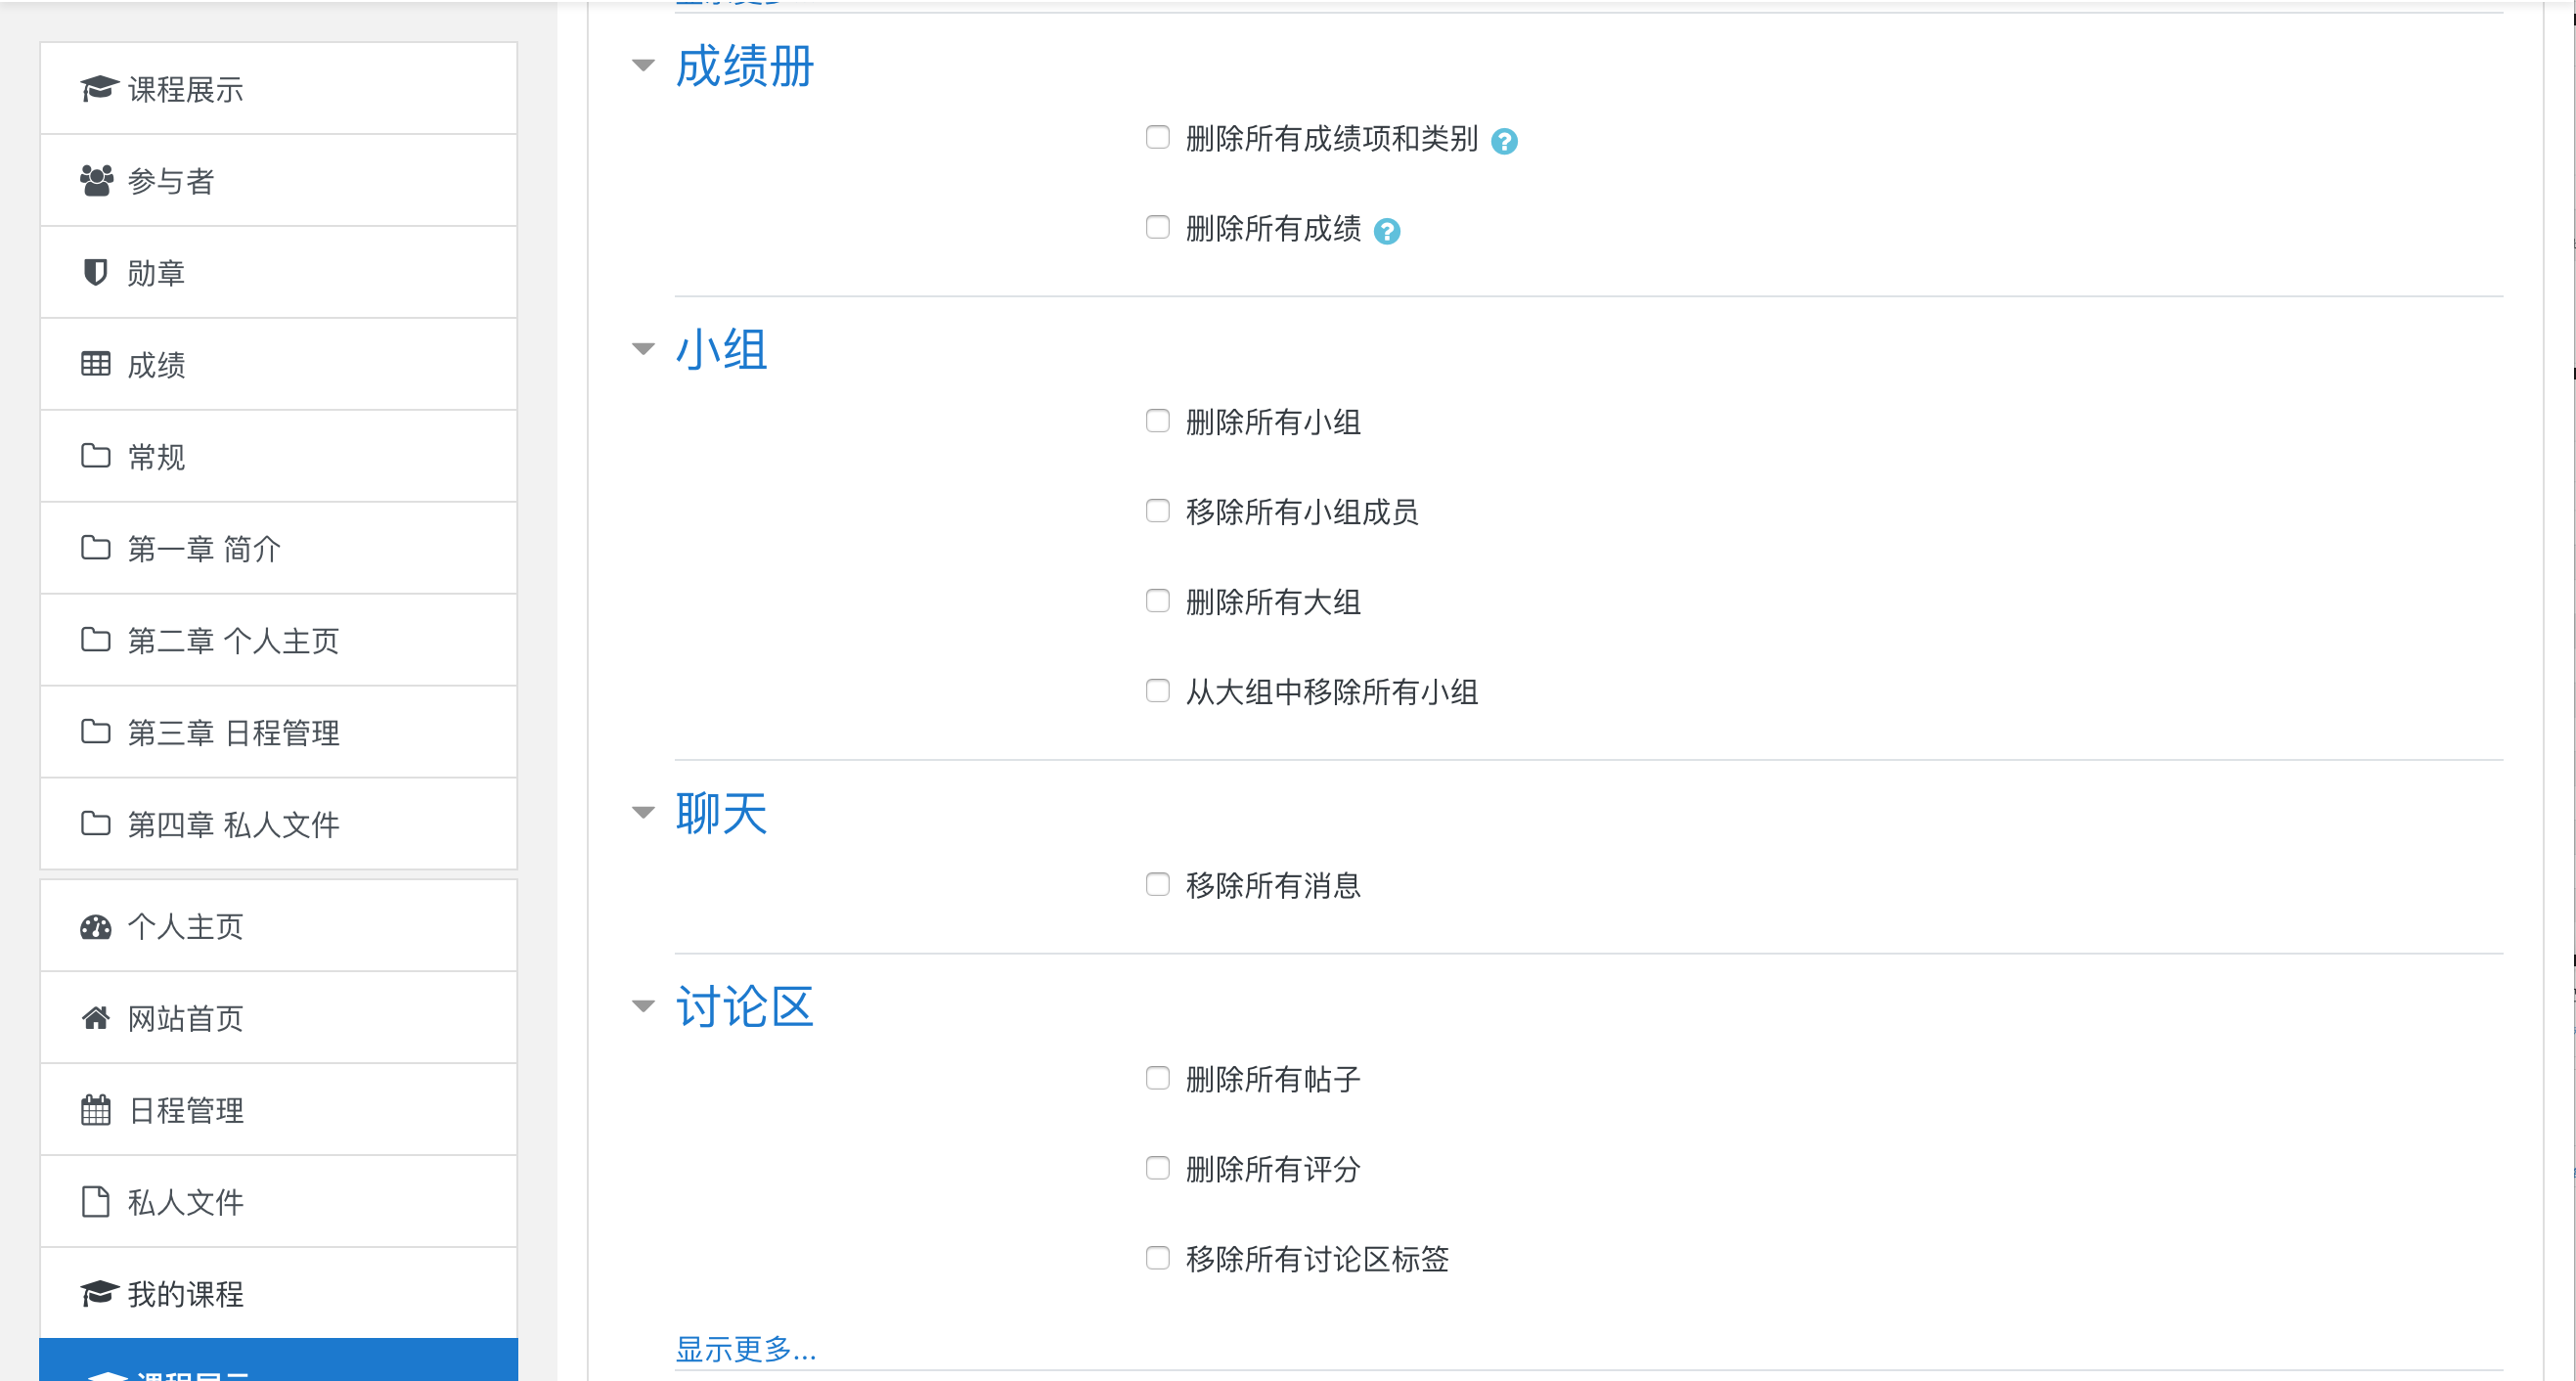 课程展示
参与者
勋章
成绩
常规
第一章 简介
第二章 个人主页
第三章 日程管理
第四章 私人文件
个人主页
网站首页
日程管理
私人文件
我的课程
课程展示
成绩册
删除所有成绩项和类别
删除所有成绩
小组
删除所有小组
移除所有小组成员
删除所有大组
从大组中移除所有小组
聊天
移除所有消息
讨论区
删除所有帖子
删除所有评分
移除所有讨论区标签
显示更多...